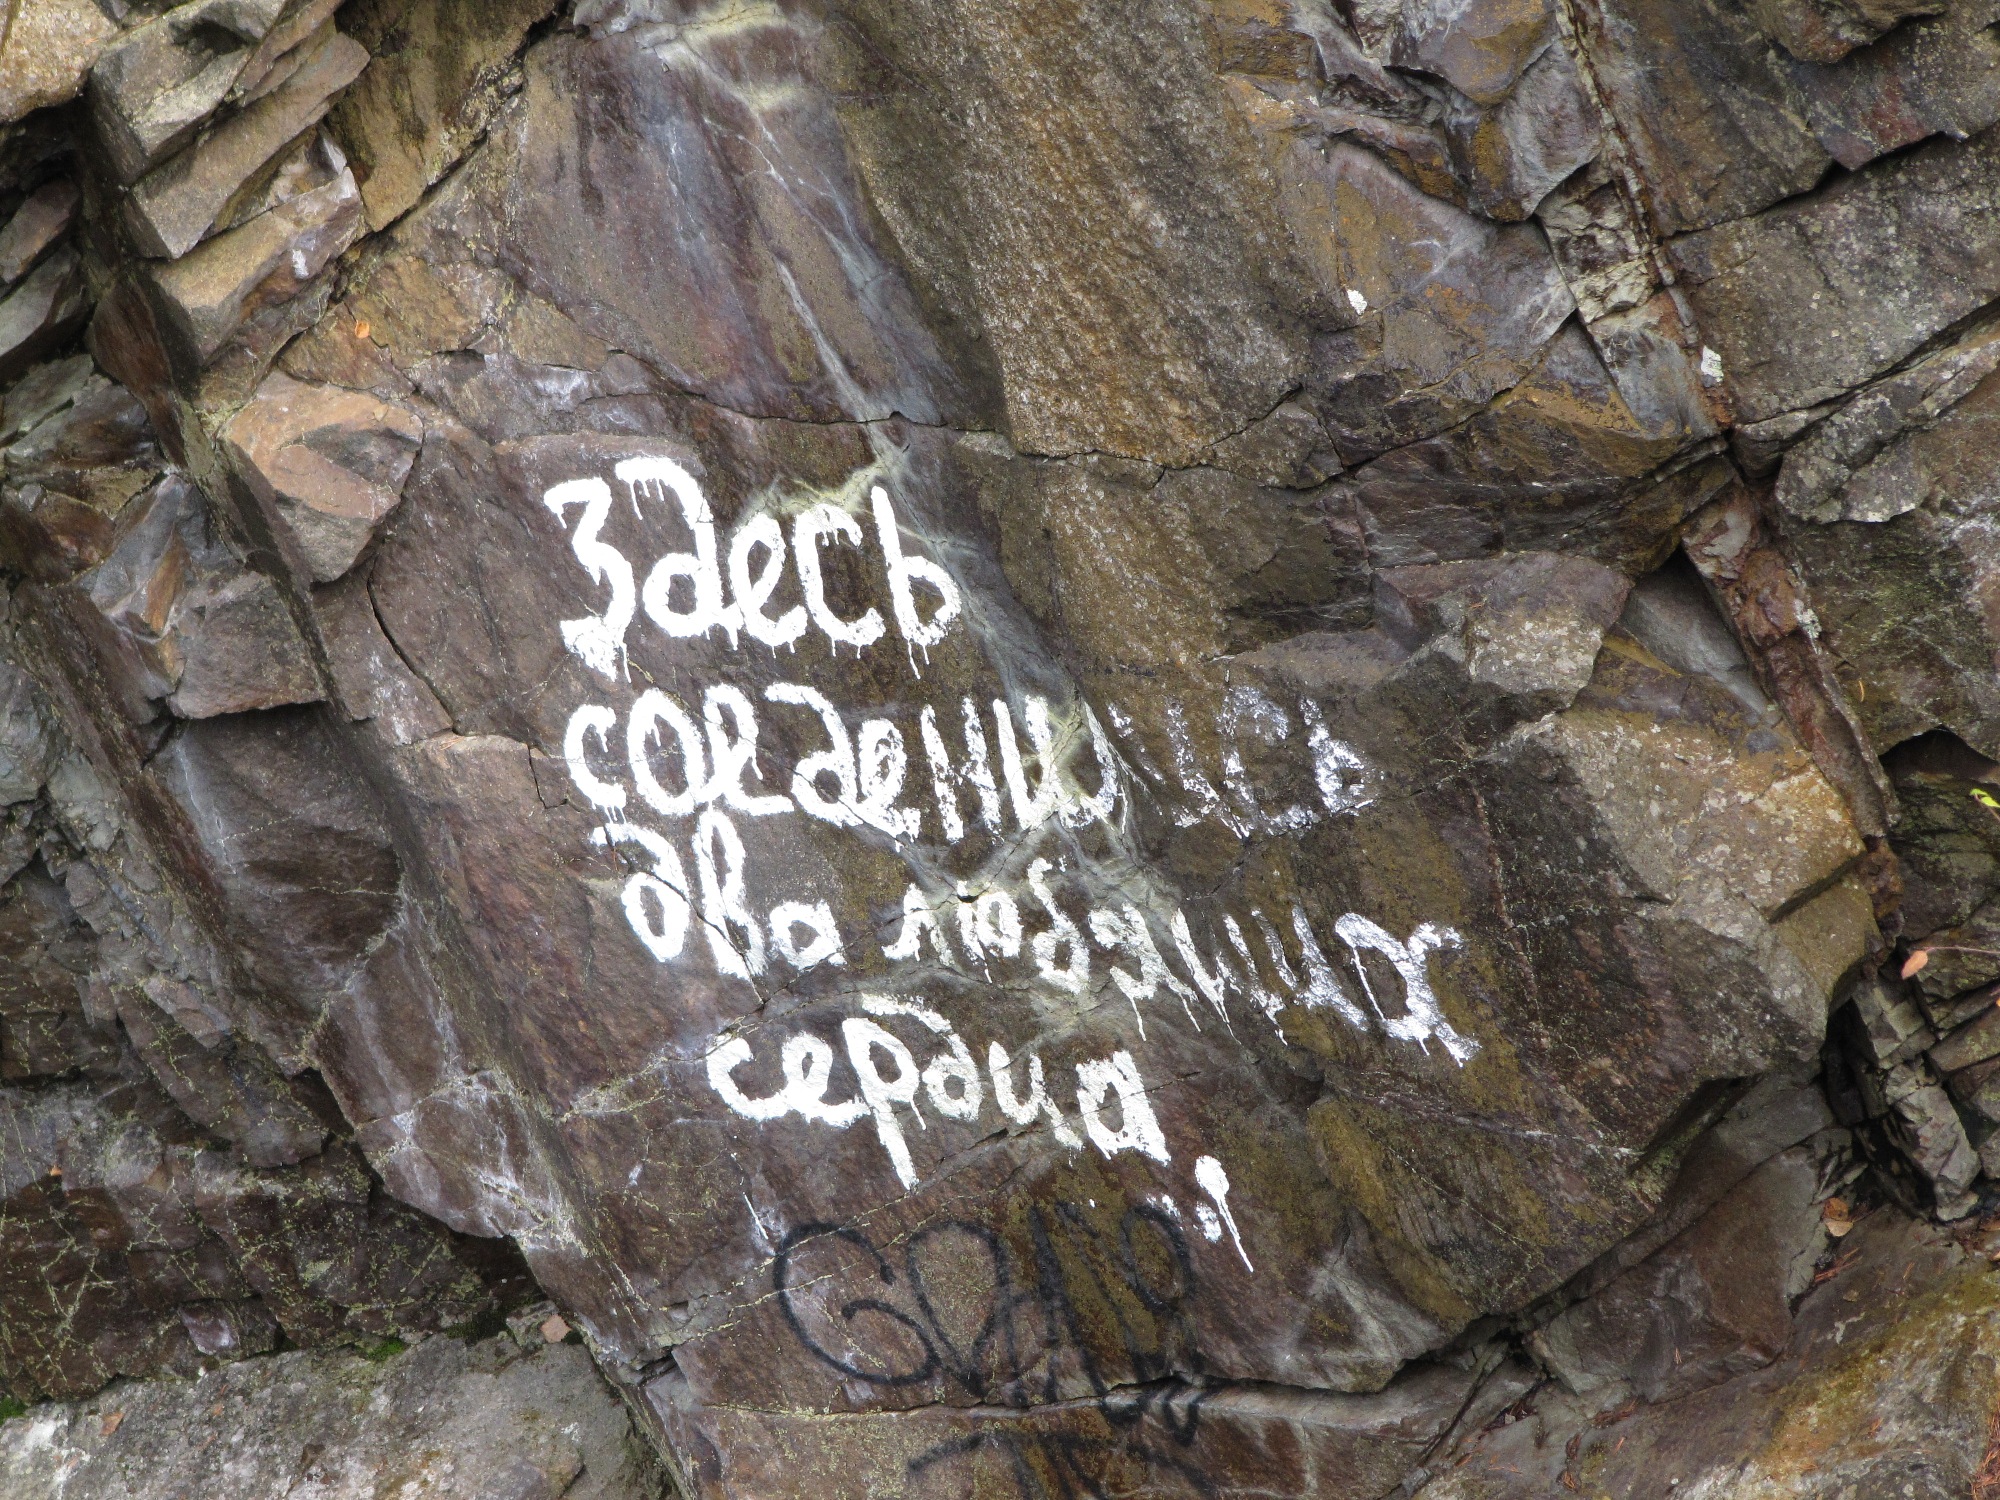 Здесь
соеденились
два любящих
сердца!